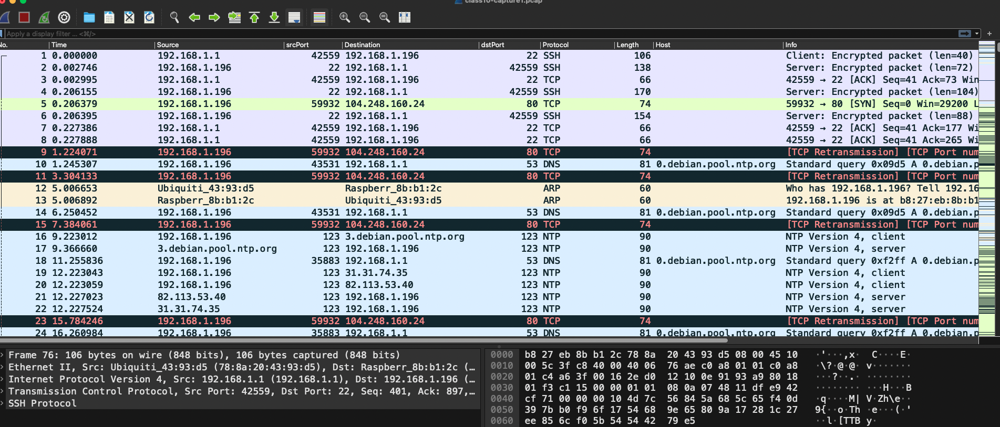 class10-capture1.pcap
Apply a display filter ... <⌘/>
No. Time Source srcPort Destination dstPort Protocol Length Host Info
1 0.000000 192.168.1.1 42559 192.168.1.196 22 SSH 106 Client: Encrypted packet (len=40)
2 0.002746 192.168.1.196 22 192.168.1.1 42559 SSH 138 Server: Encrypted packet (len=72)
3 0.002995 192.168.1.1 42559 192.168.1.196 22 TCP 66 42559 → 22 [ACK] Seq=41 Ack=73 Win
4 0.206155 192.168.1.196 22 192.168.1.1 42559 SSH 170 Server: Encrypted packet (len=104)
5 0.206379 192.168.1.196 59932 104.248.160.24 80 TCP 74 59932 → 80 [SYN] Seq=0 Win=29200 L
6 0.206395 192.168.1.196 22 192.168.1.1 42559 SSH 154 Server: Encrypted packet (len=88)
7 0.227386 192.168.1.1 42559 192.168.1.196 22 TCP 66 42559 → 22 [ACK] Seq=41 Ack=177 Wi
8 0.227888 192.168.1.1 42559 192.168.1.196 22 TCP 66 42559 → 22 [ACK] Seq=41 Ack=265 Wi
9 1.224071 192.168.1.196 59932 104.248.160.24 80 TCP 74 [TCP Retransmission] [TCP Port num
10 1.245307 192.168.1.196 43531 192.168.1.1 53 DNS 81 0.debian.pool.ntp.org Standard query 0x09d5 A 0.debian.p
11 3.304133 192.168.1.196 59932 104.248.160.24 80 TCP 74 [TCP Retransmission] [TCP Port num
12 5.006653 Ubiquiti_43:93:d5 Raspberr_8b:b1:2c ARP 60 Who has 192.168.1.196? Tell 192.16
13 5.006892 Raspberr_8b:b1:2c Ubiquiti_43:93:d5 ARP 60 192.168.1.196 is at b8:27:eb:8b:b1
14 6.250452 192.168.1.196 43531 192.168.1.1 53 DNS 81 0.debian.pool.ntp.org Standard query 0x09d5 A 0.debian.p
15 7.384061 192.168.1.196 59932 104.248.160.24 80 TCP 74 [TCP Retransmission] [TCP Port num
16 9.223012 192.168.1.196 123 3.debian.pool.ntp.org 123 NTP 90 NTP Version 4, client
17 9.366660 3.debian.pool.ntp.org 123 192.168.1.196 123 NTP 90 NTP Version 4, server
18 11.255836 192.168.1.196 35883 192.168.1.1 53 DNS 81 0.debian.pool.ntp.org Standard query 0xf2ff A 0.debian.p
19 12.223043 192.168.1.196 123 31.31.74.35 123 NTP 90 NTP Version 4, client
20 12.223059 192.168.1.196 123 82.113.53.40 123 NTP 90 NTP Version 4, client
21 12.227023 82.113.53.40 123 192.168.1.196 123 NTP 90 NTP Version 4, server
22 12.227524 31.31.74.35 123 192.168.1.196 123 NTP 90 NTP Version 4, server
23 15.784246 192.168.1.196 59932 104.248.160.24 80 TCP 74 [TCP Retransmission] [TCP Port num
24 16.260984 192.168.1.196 35883 192.168.1.1 53 DNS 81 0.debian.pool.ntp.org Standard query 0xf2ff A 0.debian.p
Frame 76: 106 bytes on wire (848 bits), 106 bytes captured (848 bits)
Ethernet II, Src: Ubiquiti_43:93:d5 (78:8a:20:43:93:d5), Dst: Raspberr_8b:b1:2c (…
Internet Protocol Version 4, Src: 192.168.1.1 (192.168.1.1), Dst: 192.168.1.196 (…
Transmission Control Protocol, Src Port: 42559, Dst Port: 22, Seq: 401, Ack: 897,…
SSH Protocol
0000 b8 27 eb 8b b1 2c 78 8a 20 43 93 d5 08 00 45 10 ·'···,x· C····E·
0010 00 5c 3f c8 40 00 40 06 76 ae c0 a8 01 01 c0 a8 ·\?·@·@· v·······
0020 01 c4 a6 3f 00 16 2e d0 12 10 0e 91 93 a9 80 18 ···?··.· ········
0030 01 f3 c1 15 00 00 01 01 08 0a 07 48 11 df e9 42 ········ ···H···B
0040 cf 71 00 00 00 10 4d 7c 56 84 5a 68 5c 65 f4 0d ·q····M| V·Zh\e··
0050 39 7b b0 f9 6f 17 54 68 9e 65 80 9a 17 28 1c 27 9{··o·Th ·e···(·'
0060 ee 85 6c f0 5b 54 54 42 79 e5 ··l·[TTB y·